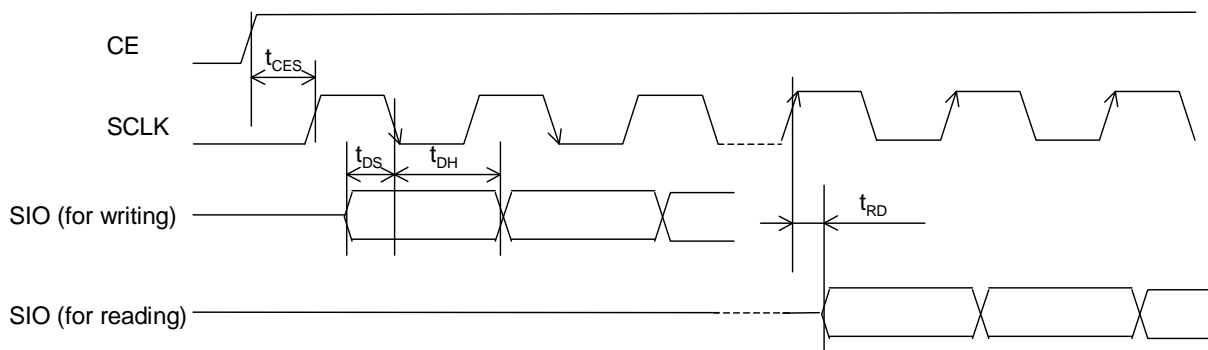 CE
tCES
SCLK
tDS
tDH
SIO (for writing)
tRD
SIO (for reading)